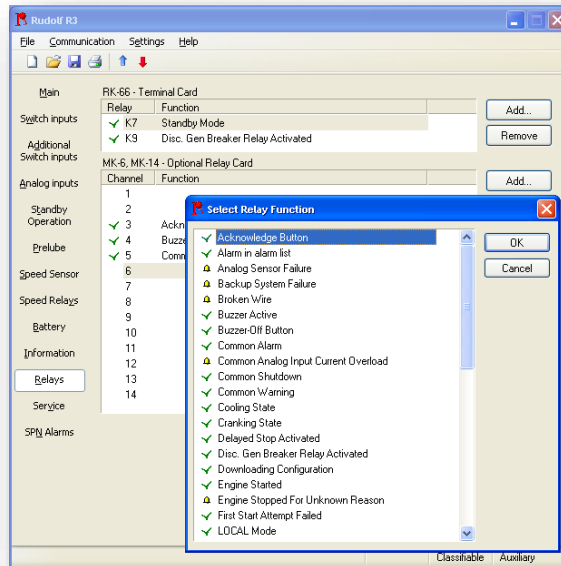 Rudolf R3
File Communication Settings Help
Main
Switch inputs
Additional
Switch inputs
Analog inputs
Standby
Operation
Prelube
Speed Sensor
Speed Relays
Battery
Information
Relays
Service
SPN Alarms
RK-66 - Terminal Card
Relay Function
K7 Standby Mode
K9 Disc. Gen Breaker Relay Activated
Add...
Remove
MK-6, MK-14 - Optional Relay Card
Channel Function
Add...
1
2
3 Ackn
4 Buzze
5 Comm
6
7
8
9
10
11
12
13
14
Select Relay Function
Acknowledge Button
Alarm in alarm list
Analog Sensor Failure
Backup System Failure
Broken Wire
Buzzer Active
Buzzer-Off Button
Common Alarm
Common Analog Input Current Overload
Common Shutdown
Common Warning
Cooling State
Cranking State
Delayed Stop Activated
Disc. Gen Breaker Relay Activated
Downloading Configuration
Engine Started
Engine Stopped For Unknown Reason
First Start Attempt Failed
LOCAL Mode
OK
Cancel
Classifiable Auxiliary